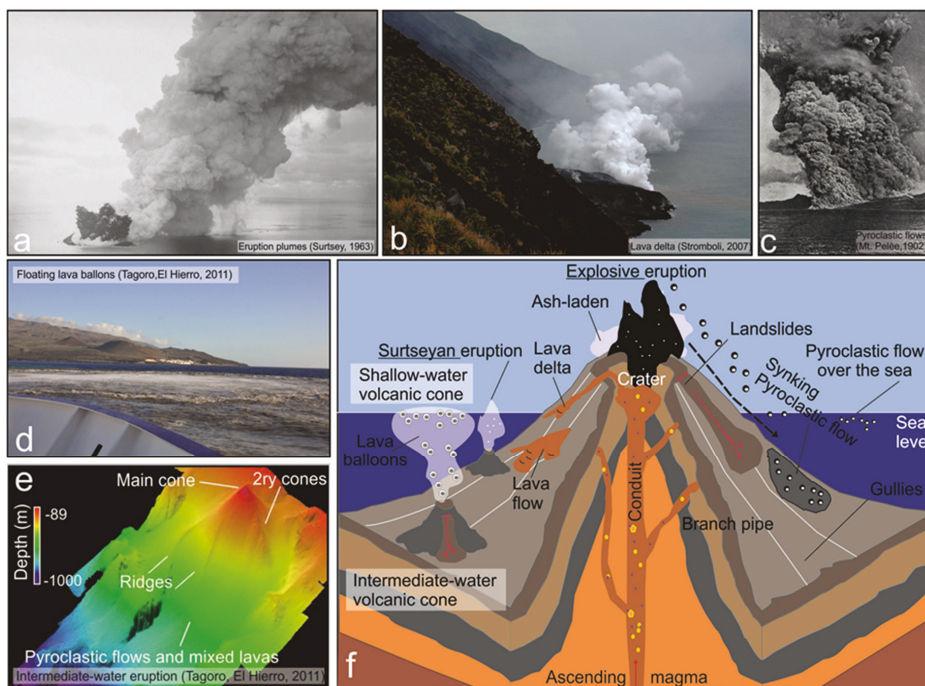 a
Eruption plumes (Surtsey, 1963)
b
Lava delta (Stromboli, 2007)
c
Pyroclastic flows
(Mt. Pelèe,1902)
Floating lava ballons (Tagoro,El Hierro, 2011)
d
e
Main cone
2ry cones
Depth (m)
-89
-1000
Ridges
Pyroclastic flows and mixed lavas
Intermediate-water eruption (Tagoro, El Hierro, 2011)
Explosive eruption
Ash-laden
Landslides
Surtseyan eruption
Lava
delta
Pyroclastic flow
over the sea
Shallow-water
volcanic cone
Crater
Synking
Pyroclastic flow
Sea
level
Lava
balloons
Lava
flow
Conduit
Gullies
Branch pipe
Intermediate-water
volcanic cone
f
Ascending magma